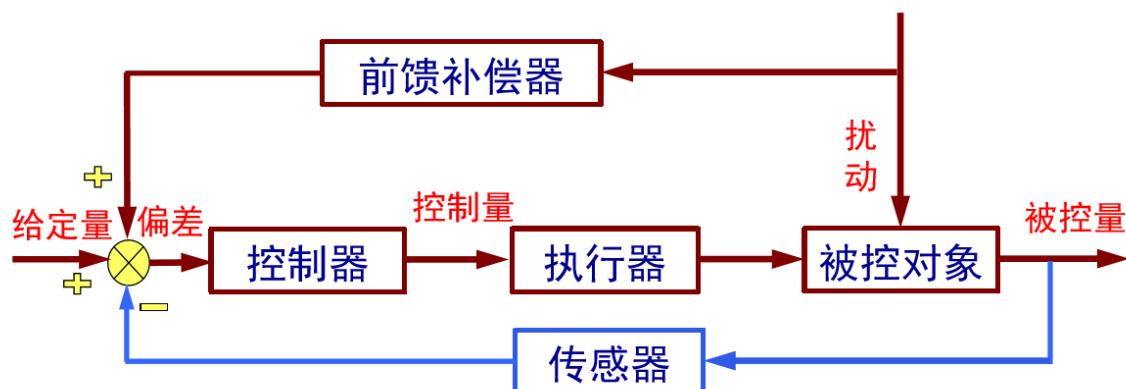 前馈补偿器
扰
动
给定量
偏差
控制量
被控量
控制器
执行器
被控对象
传感器